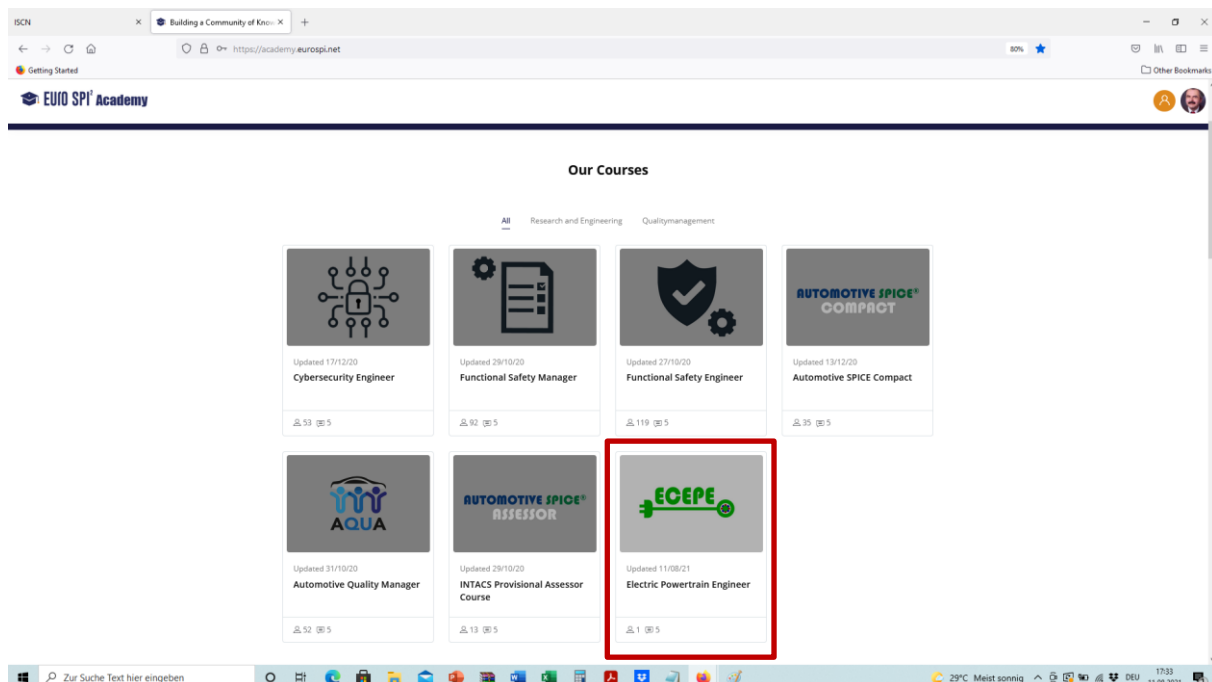 ISCN
Building a Community of Know
https://academy.eurospi.net
80%
Getting Started
Other Bookmarks
EURO SPI² Academy
Our Courses
All Research and Engineering Qualitymanagement
AUTOMOTIVE SPICE®
COMPACT
Updated 17/12/20
Cybersecurity Engineer
53 5
Updated 29/10/20
Functional Safety Manager
92 5
Updated 27/10/20
Functional Safety Engineer
119 5
Updated 13/12/20
Automotive SPICE Compact
35 5
AQUA
Updated 31/10/20
Automotive Quality Manager
52 5
AUTOMOTIVE SPICE®
ASSESSOR
Updated 29/10/20
INTACS Provisional Assessor
Course
13 5
ECEPE
Updated 11/08/21
Electric Powertrain Engineer
1 5
Zur Suche Text hier eingeben
29°C Meist sonnig
DEU
17:33
11.08.2021